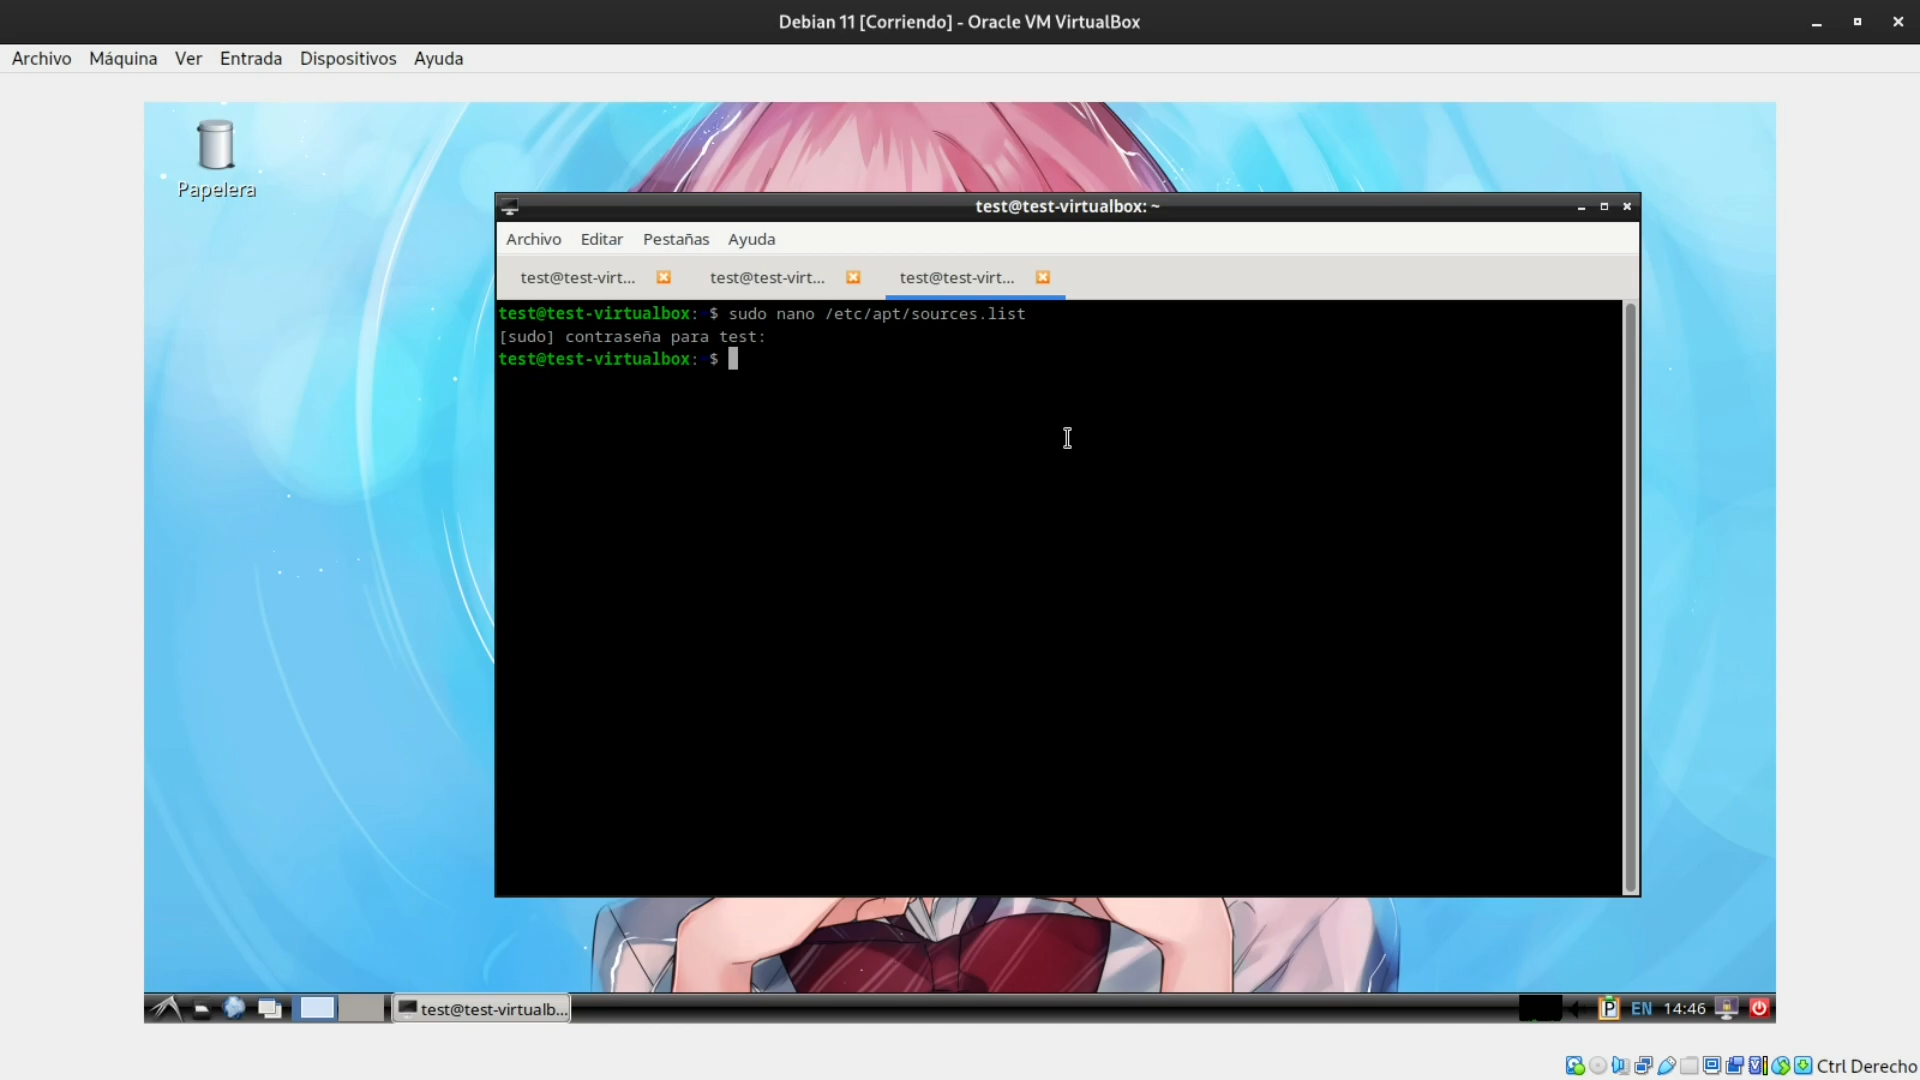 Debian 11 [Corriendo] - Oracle VM VirtualBox
Archivo Máquina Ver Entrada Dispositivos Ayuda
Papelera
test@test-virtualbox: ~
Archivo Editar Pestañas Ayuda
test@test-virt... test@test-virt... test@test-virt...
test@test-virtualbox:~$ sudo nano /etc/apt/sources.list
[sudo] contraseña para test:
test@test-virtualbox:~$
test@test-virtualb... P EN 14:46
Ctrl Derecho